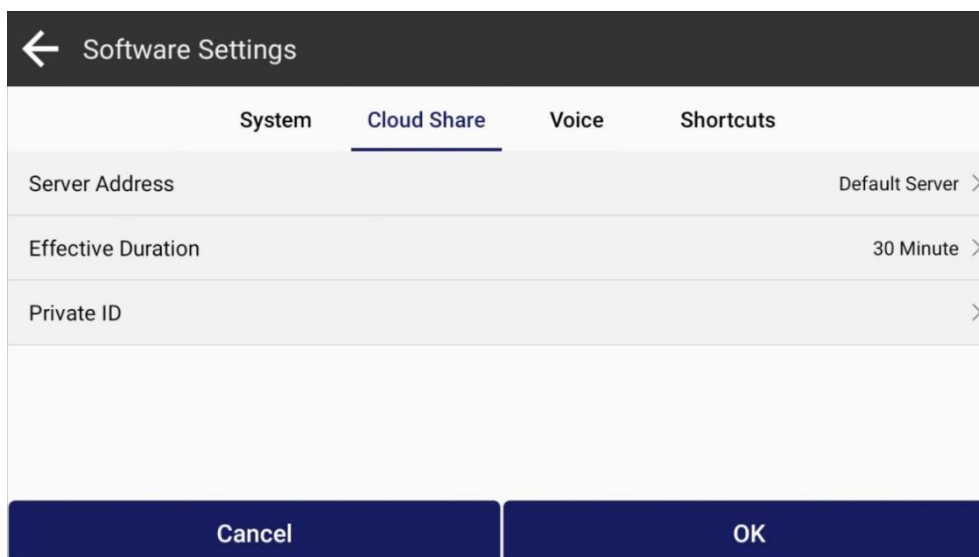 Software Settings
System Cloud Share Voice Shortcuts
Server Address Default Server
Effective Duration 30 Minute
Private ID
Cancel OK